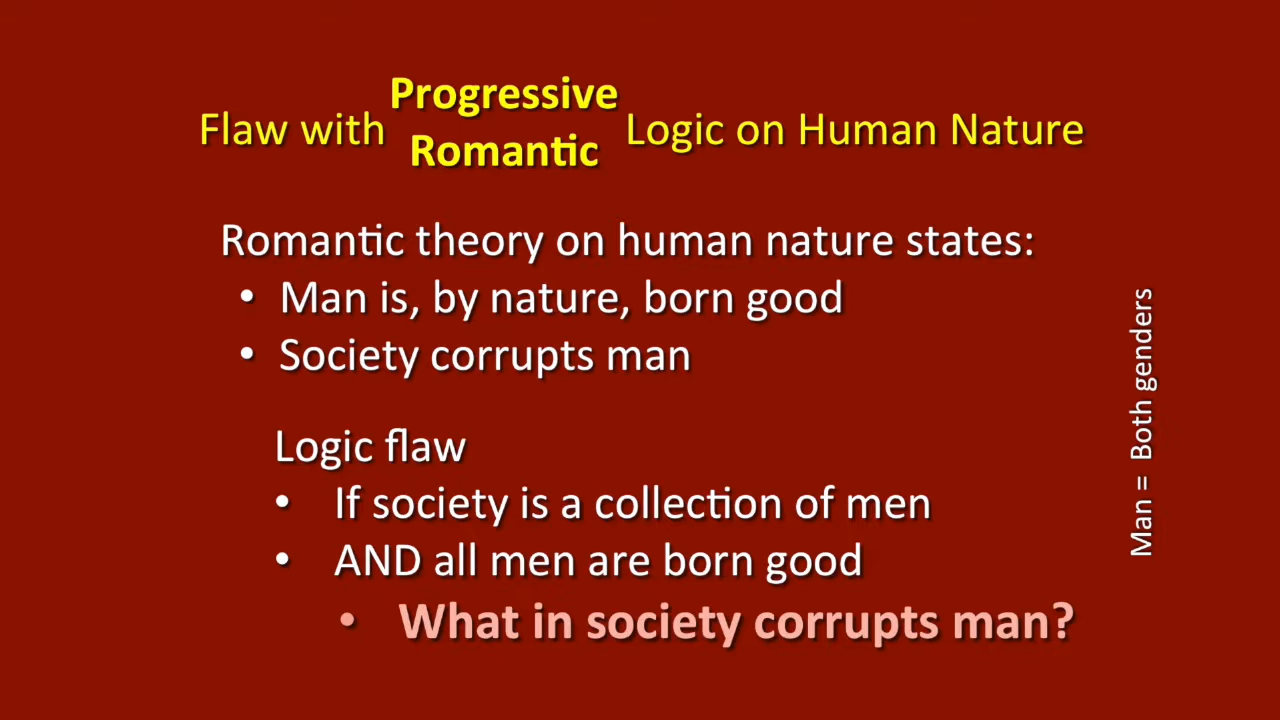 Progressive
Flaw with Romantic Logic on Human Nature
Romantic theory on human nature states:
• Man is, by nature, born good
• Society corrupts man
Logic flaw
• If society is a collection of men
• AND all men are born good
• What in society corrupts man?
Man = Both genders